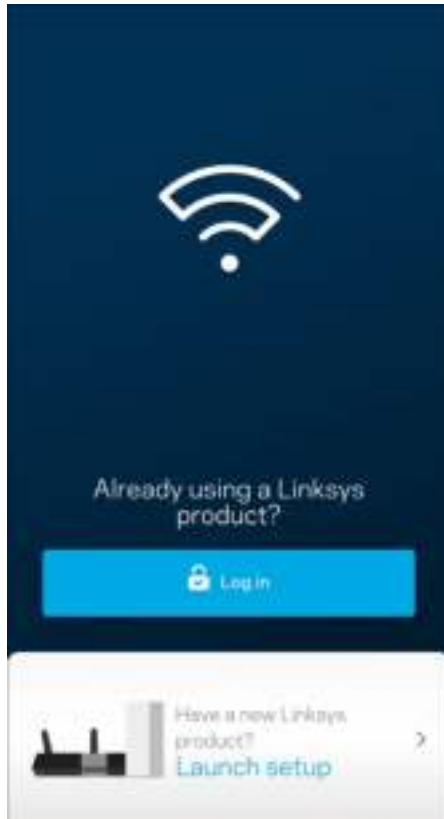 Already using a Linksys
product?
Log in
Have a new Linksys
product?
Launch setup